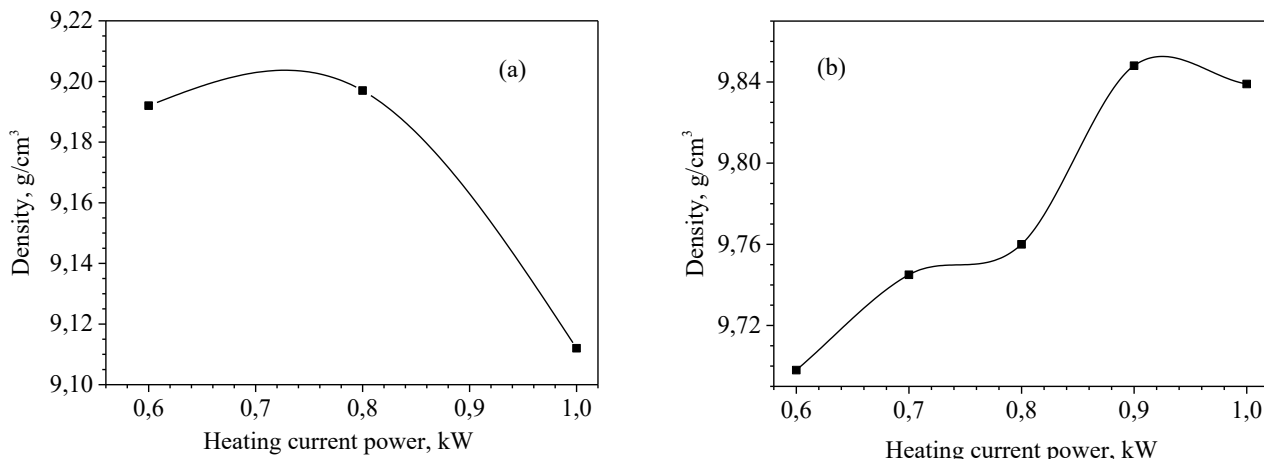 9,22
9,20
9,18
9,16
9,14
9,12
9,10
Density, g/cm³
(a)
0,6 0,7 0,8 0,9 1,0
Heating current power, kW
9,84
9,80
9,76
9,72
Density, g/cm³
(b)
0,6 0,7 0,8 0,9 1,0
Heating current power, kW